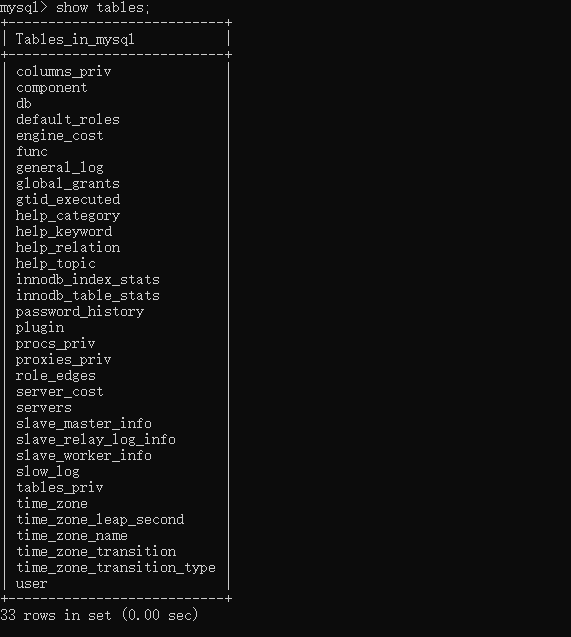 mysql> show tables;
+---------------------------+
| Tables_in_mysql           |
+---------------------------+
| columns_priv              |
| component                 |
| db                        |
| default_roles             |
| engine_cost               |
| func                      |
| general_log               |
| global_grants             |
| gtid_executed             |
| help_category             |
| help_keyword              |
| help_relation             |
| help_topic                |
| innodb_index_stats        |
| innodb_table_stats        |
| password_history          |
| plugin                    |
| procs_priv                |
| proxies_priv              |
| role_edges                |
| server_cost               |
| servers                   |
| slave_master_info         |
| slave_relay_log_info      |
| slave_worker_info         |
| slow_log                  |
| tables_priv               |
| time_zone                 |
| time_zone_leap_second     |
| time_zone_name            |
| time_zone_transition      |
| time_zone_transition_type |
| user                      |
+---------------------------+
33 rows in set (0.00 sec)